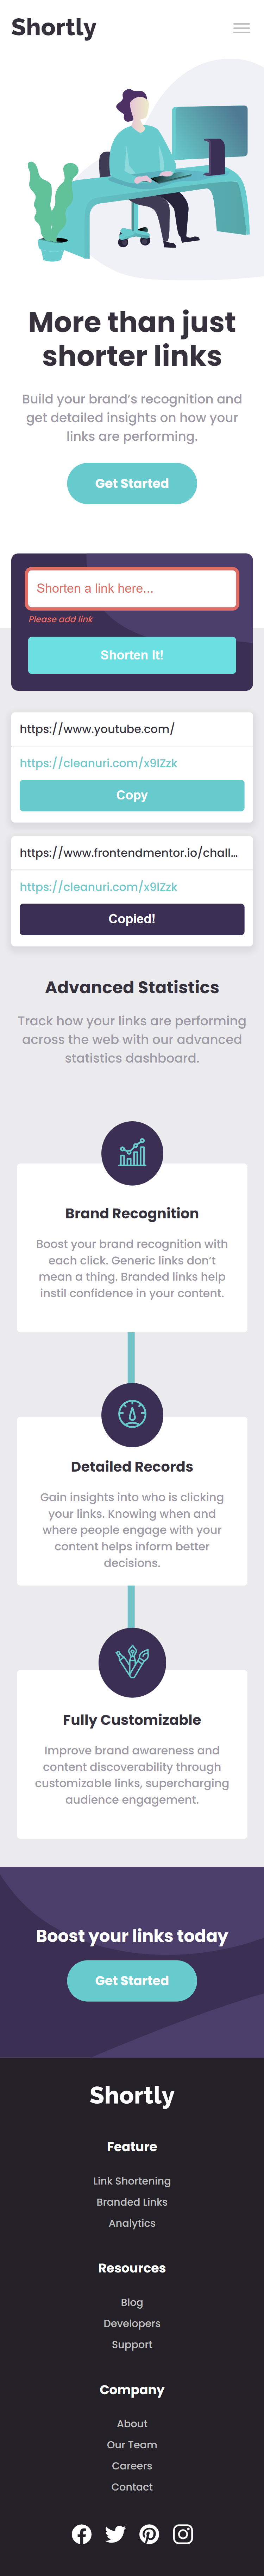 Shortly
More than just
shorter links
Build your brand's recognition and
get detailed insights on how your
links are performing.
Get Started
Shorten a link here...
Please add link
Shorten It!
https://www.youtube.com/
https://cleanuri.com/x9lZzk
Copy
https://www.frontendmentor.io/chall...
https://cleanuri.com/x9lZzk
Copied!
Advanced Statistics
Track how your links are performing
across the web with our advanced
statistics dashboard.
Brand Recognition
Boost your brand recognition with
each click. Generic links don't
mean a thing. Branded links help
instil confidence in your content.
Detailed Records
Gain insights into who is clicking
your links. Knowing when and
where people engage with your
content helps inform better
decisions.
Fully Customizable
Improve brand awareness and
content discoverability through
customizable links, supercharging
audience engagement.
Boost your links today
Get Started
Shortly
Feature
Link Shortening
Branded Links
Analytics
Resources
Blog
Developers
Support
Company
About
Our Team
Careers
Contact